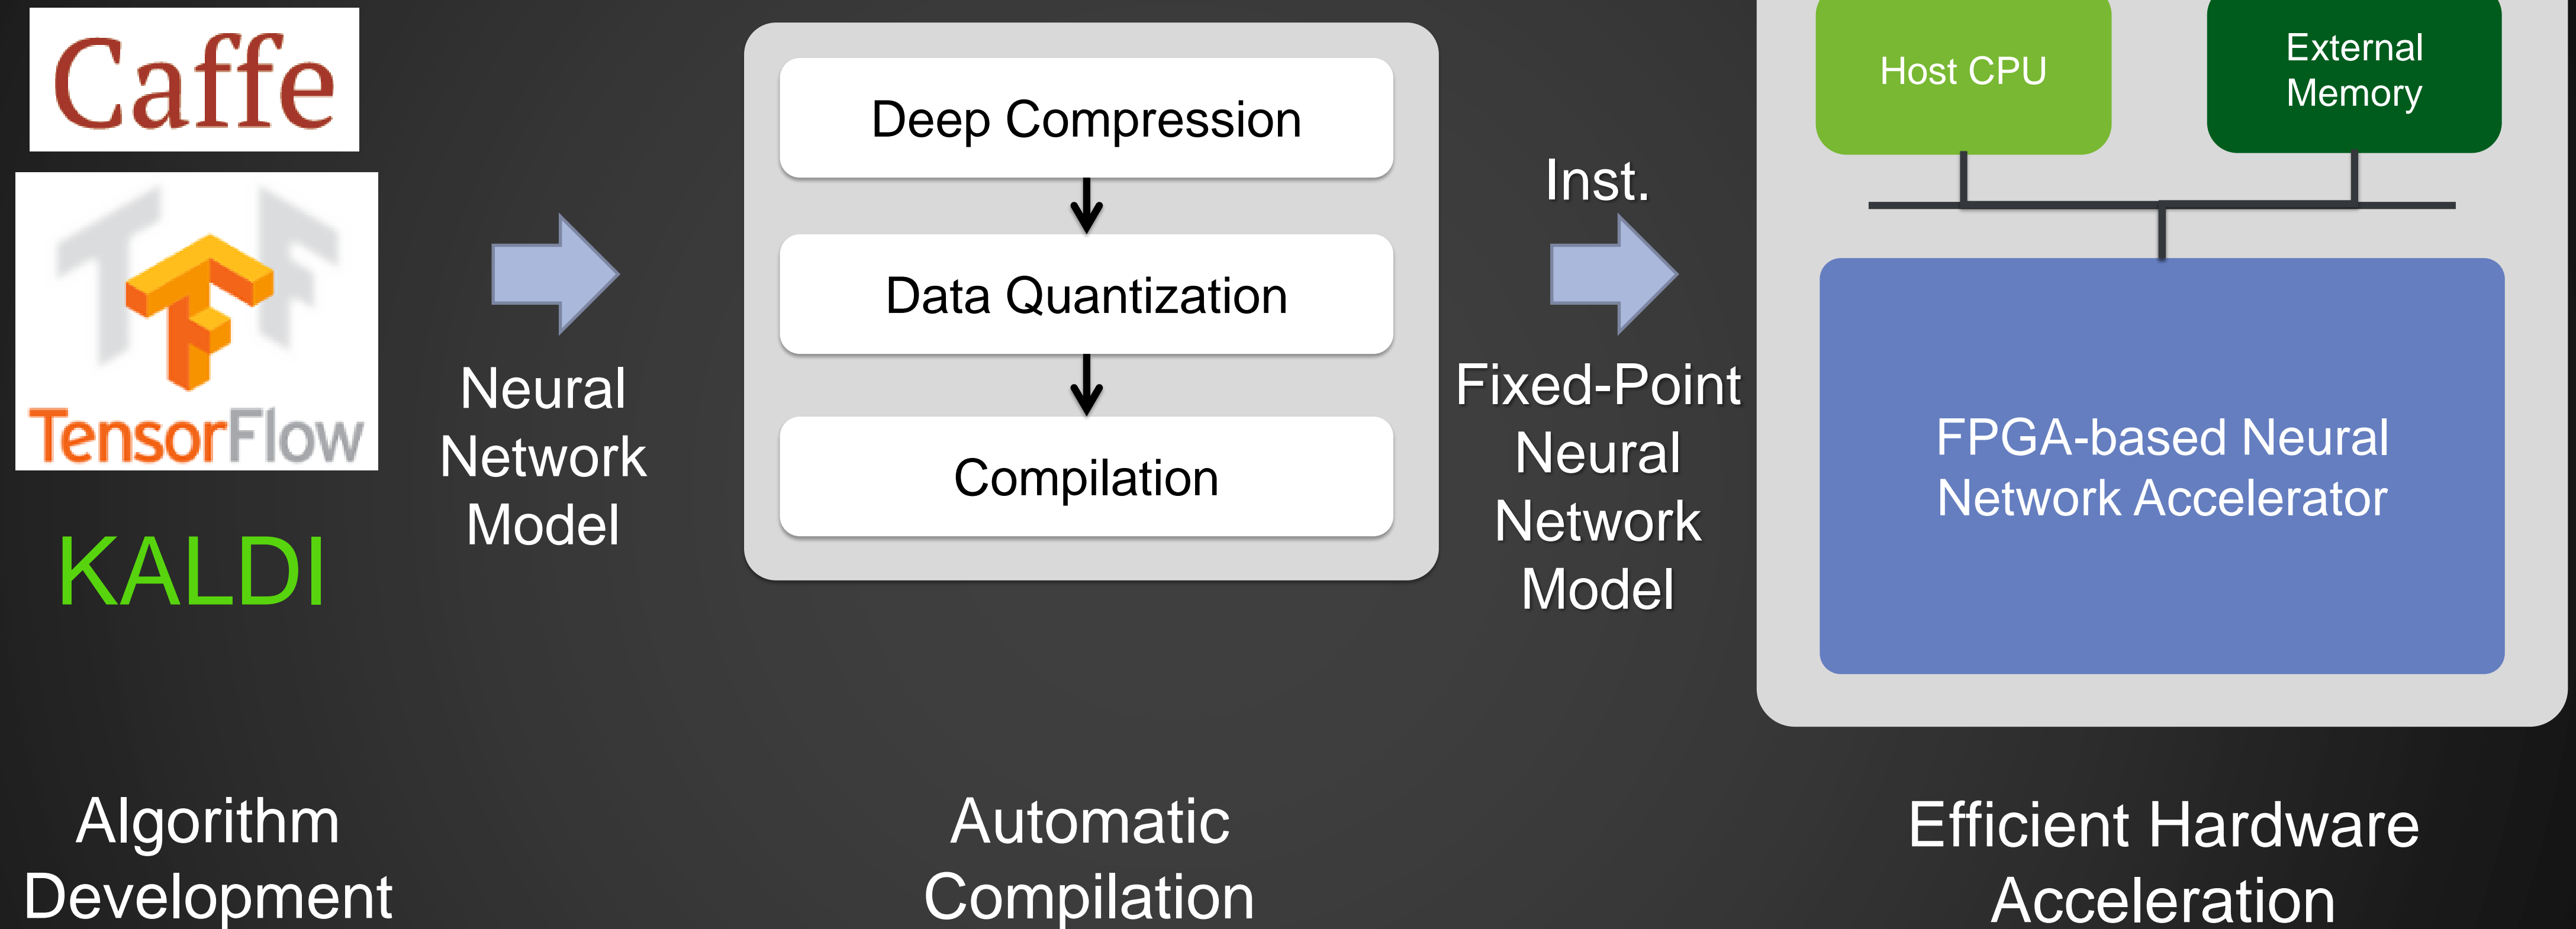 Caffe
TensorFlow
KALDI
Neural
Network
Model
Deep Compression
Data Quantization
Compilation
Inst.
Fixed-Point
Neural
Network
Model
Host CPU
External
Memory
FPGA-based Neural
Network Accelerator
Algorithm
Development
Automatic
Compilation
Efficient Hardware
Acceleration